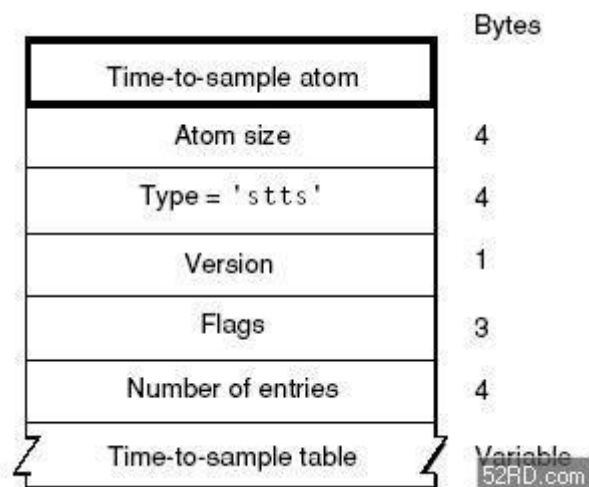 Bytes
Time-to-sample atom
Atom size 4
Type = 'stts' 4
Version 1
Flags 3
Number of entries 4
Time-to-sample table Variable
52RD.com